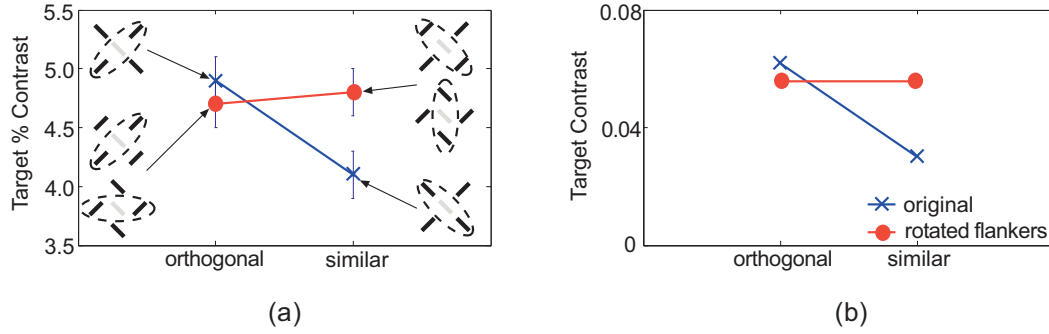 5.5
5.0
4.5
4.0
3.5
Target % Contrast
orthogonal similar
(a)
0.08
0.04
0
Target Contrast
original
rotated flankers
orthogonal similar
(b)